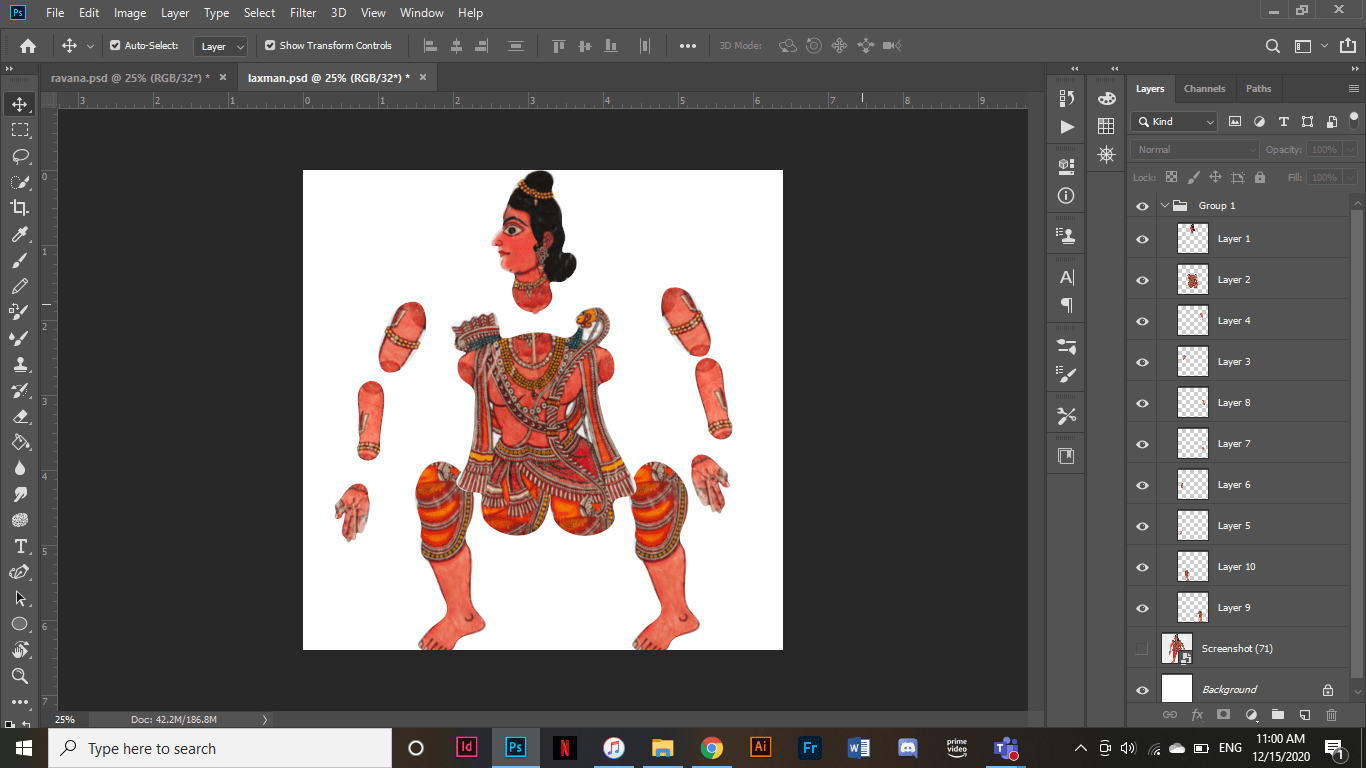 Ps File Edit Image Layer Type Select Filter 3D View Window Help
Auto-Select: Layer Show Transform Controls 3D Mode:
ravana.psd @ 25% (RGB/32*) * × laxman.psd @ 25% (RGB/32*) * ×
Layers Channels Paths
3 2 1 0 1 2 3 4 5 6 7 8 9
Kind
Normal Opacity: 100%
Lock: Fill: 100%
Group 1
Layer 1
Layer 2
Layer 4
Layer 3
Layer 8
Layer 7
Layer 6
Layer 5
Layer 10
Layer 9
Screenshot (71)
Background
0
1
2
3
4
5
6
7
25% Doc: 42.2M/186.8M
Type here to search
Id Ps N Ai Fr W prime video T ENG 11:00 AM 12/15/2020 1